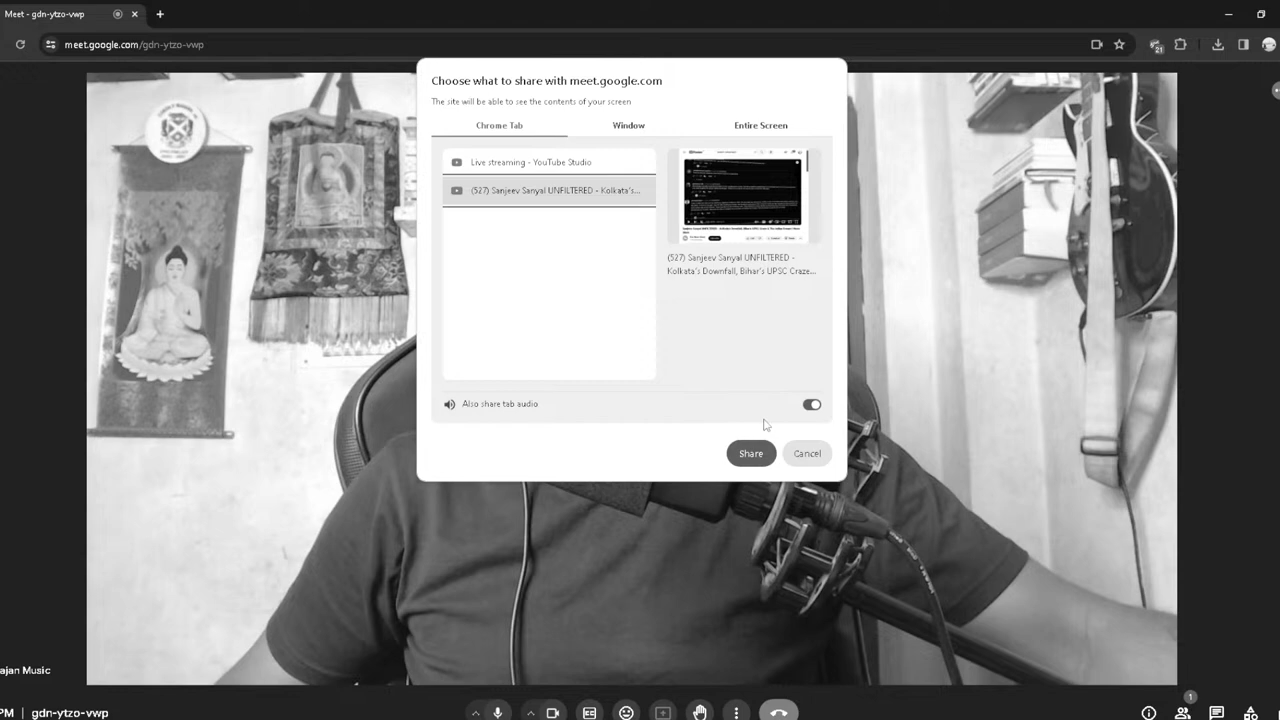 Meet - gdn-ytzo-vwp
meet.google.com/gdn-ytzo-vwp
21
Choose what to share with meet.google.com
The site will be able to see the contents of your screen
Chrome Tab
Window
Entire Screen
Live streaming - YouTube Studio
(527) Sanjeev Sanyal UNFILTERED - Kolkata's...
(527) Sanjeev Sanyal UNFILTERED -
Kolkata's Downfall, Bihar's UPSC Craze...
Also share tab audio
Share
Cancel
ajan Music
PM | gdn-ytzo-vwp
1